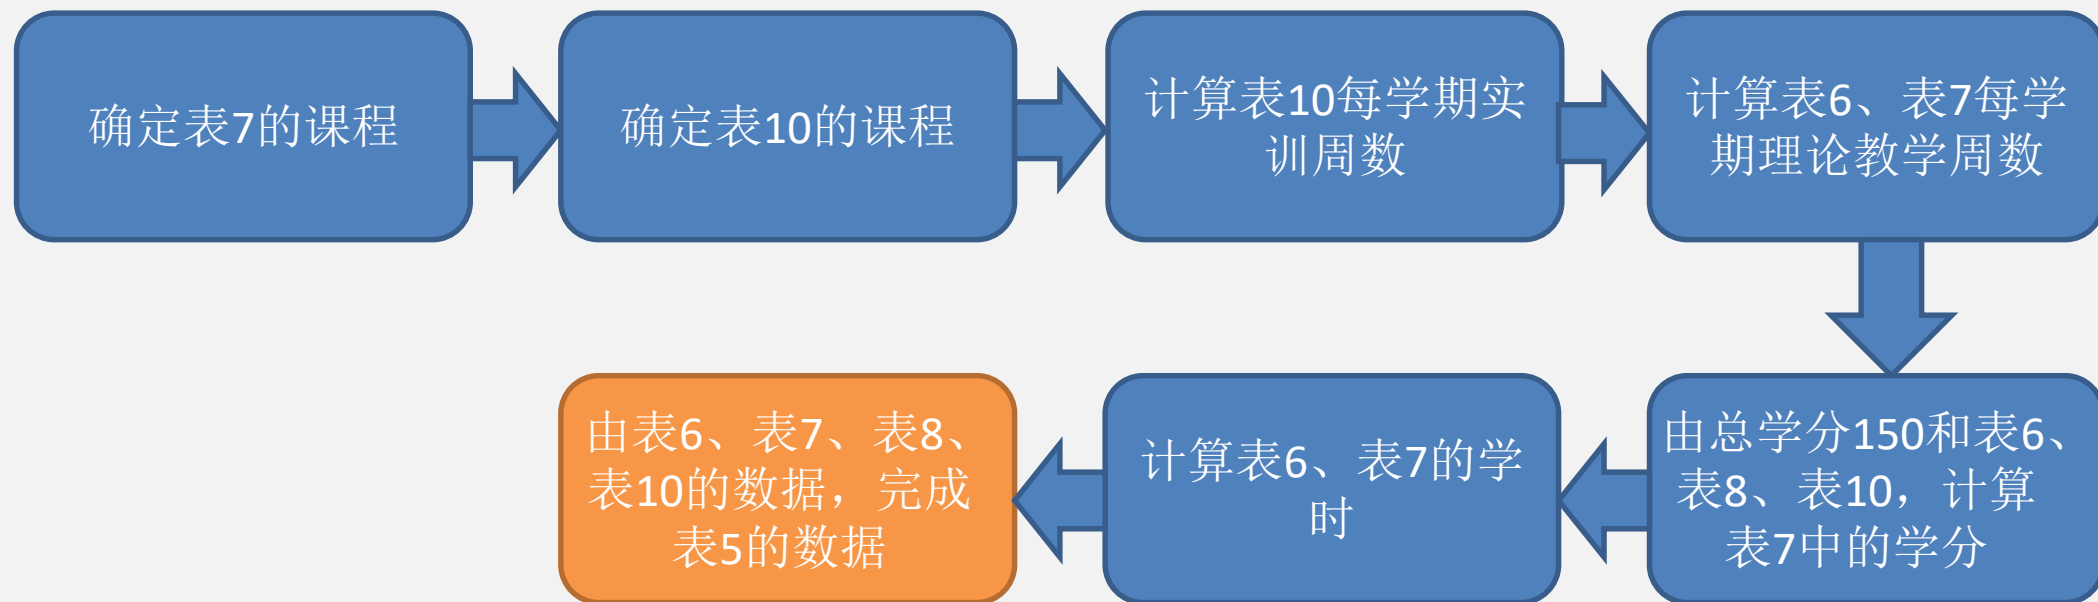 确定表7的课程
确定表10的课程
计算表10每学期实
训周数
计算表6、表7每学
期理论教学周数
由总学分150和表6、
表8、表10，计算
表7中的学分
计算表6、表7的学
时
由表6、表7、表8、
表10的数据，完成
表5的数据